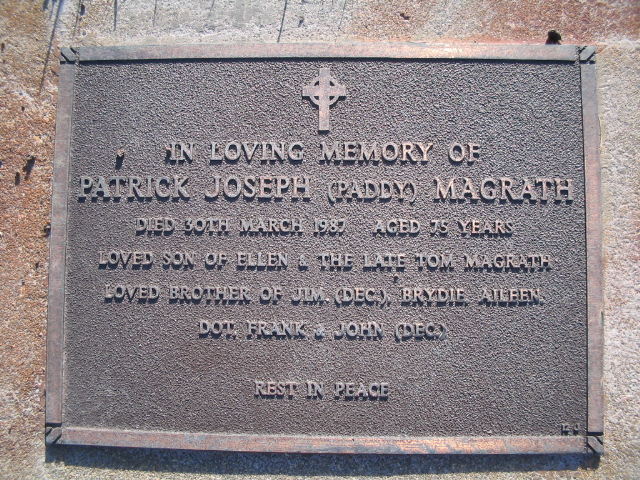 IN LOVING MEMORY OF
PATRICK JOSEPH (PADDY) MAGRATH
DIED 30TH MARCH 1987 AGED 75 YEARS
LOVED SON OF ELLEN & THE LATE TOM MAGRATH
LOVED BROTHER OF JIM. (DEC.), BRYDIE, AILEEN,
DOT, FRANK & JOHN (DEC.)
REST IN PEACE